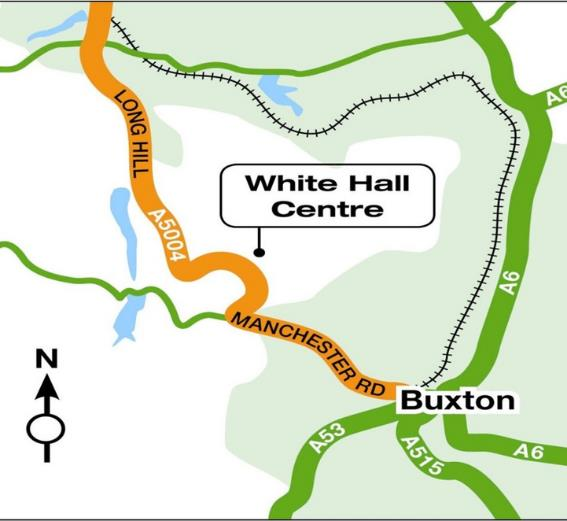 LONG HILL
A6
White Hall
Centre
A5004
A6
MANCHESTER RD
N
Buxton
A53
A515
A6